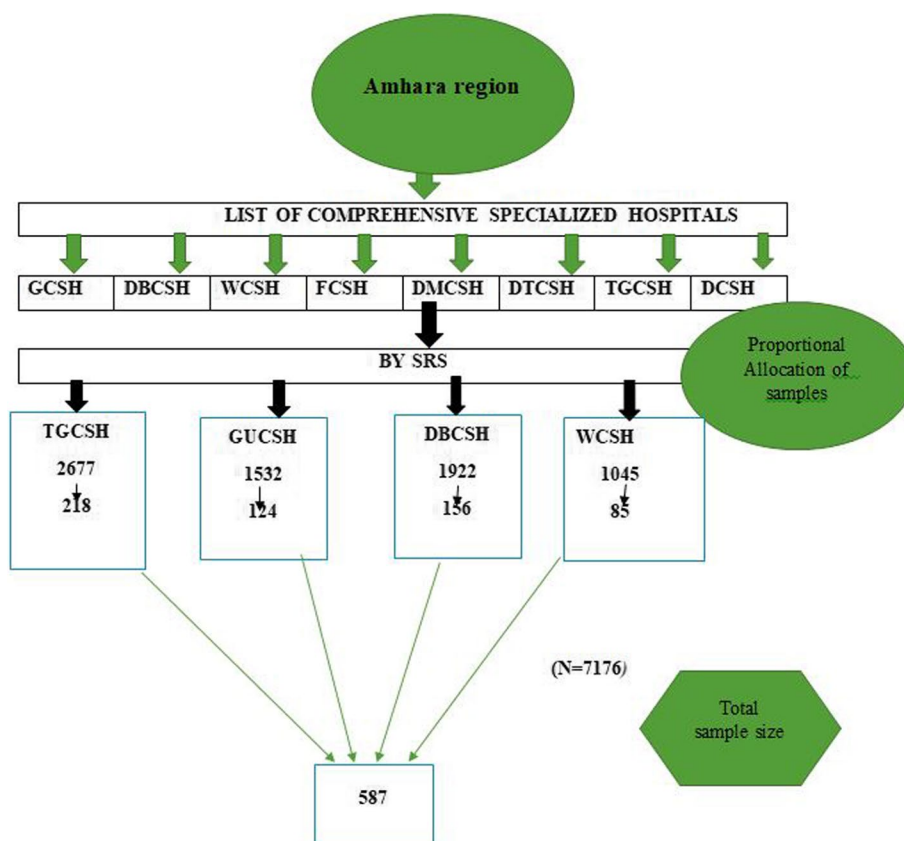 Amhara region
LIST OF COMPREHENSIVE SPECIALIZED HOSPITALS
GCSH DBCSH WCSH FCSH DMCSH DTCSH TGCSH DCSH
BY SRS
Proportional
Allocation of
samples
TGCSH
2677
218
GUCSH
1532
124
DBCSH
1922
156
WCSH
1045
85
(N=7176)
Total
sample size
587